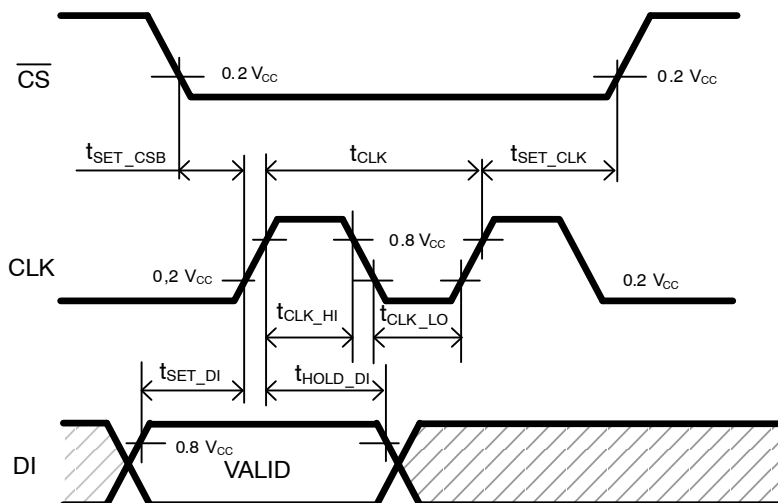 CS
0.2 VCC
0.2 VCC
tSET_CSB
tCLK
tSET_CLK
CLK
0.8 VCC
0,2 VCC
0.2 VCC
tCLK_HI
tCLK_LO
tSET_DI
tHOLD_DI
DI
0.8 VCC
VALID